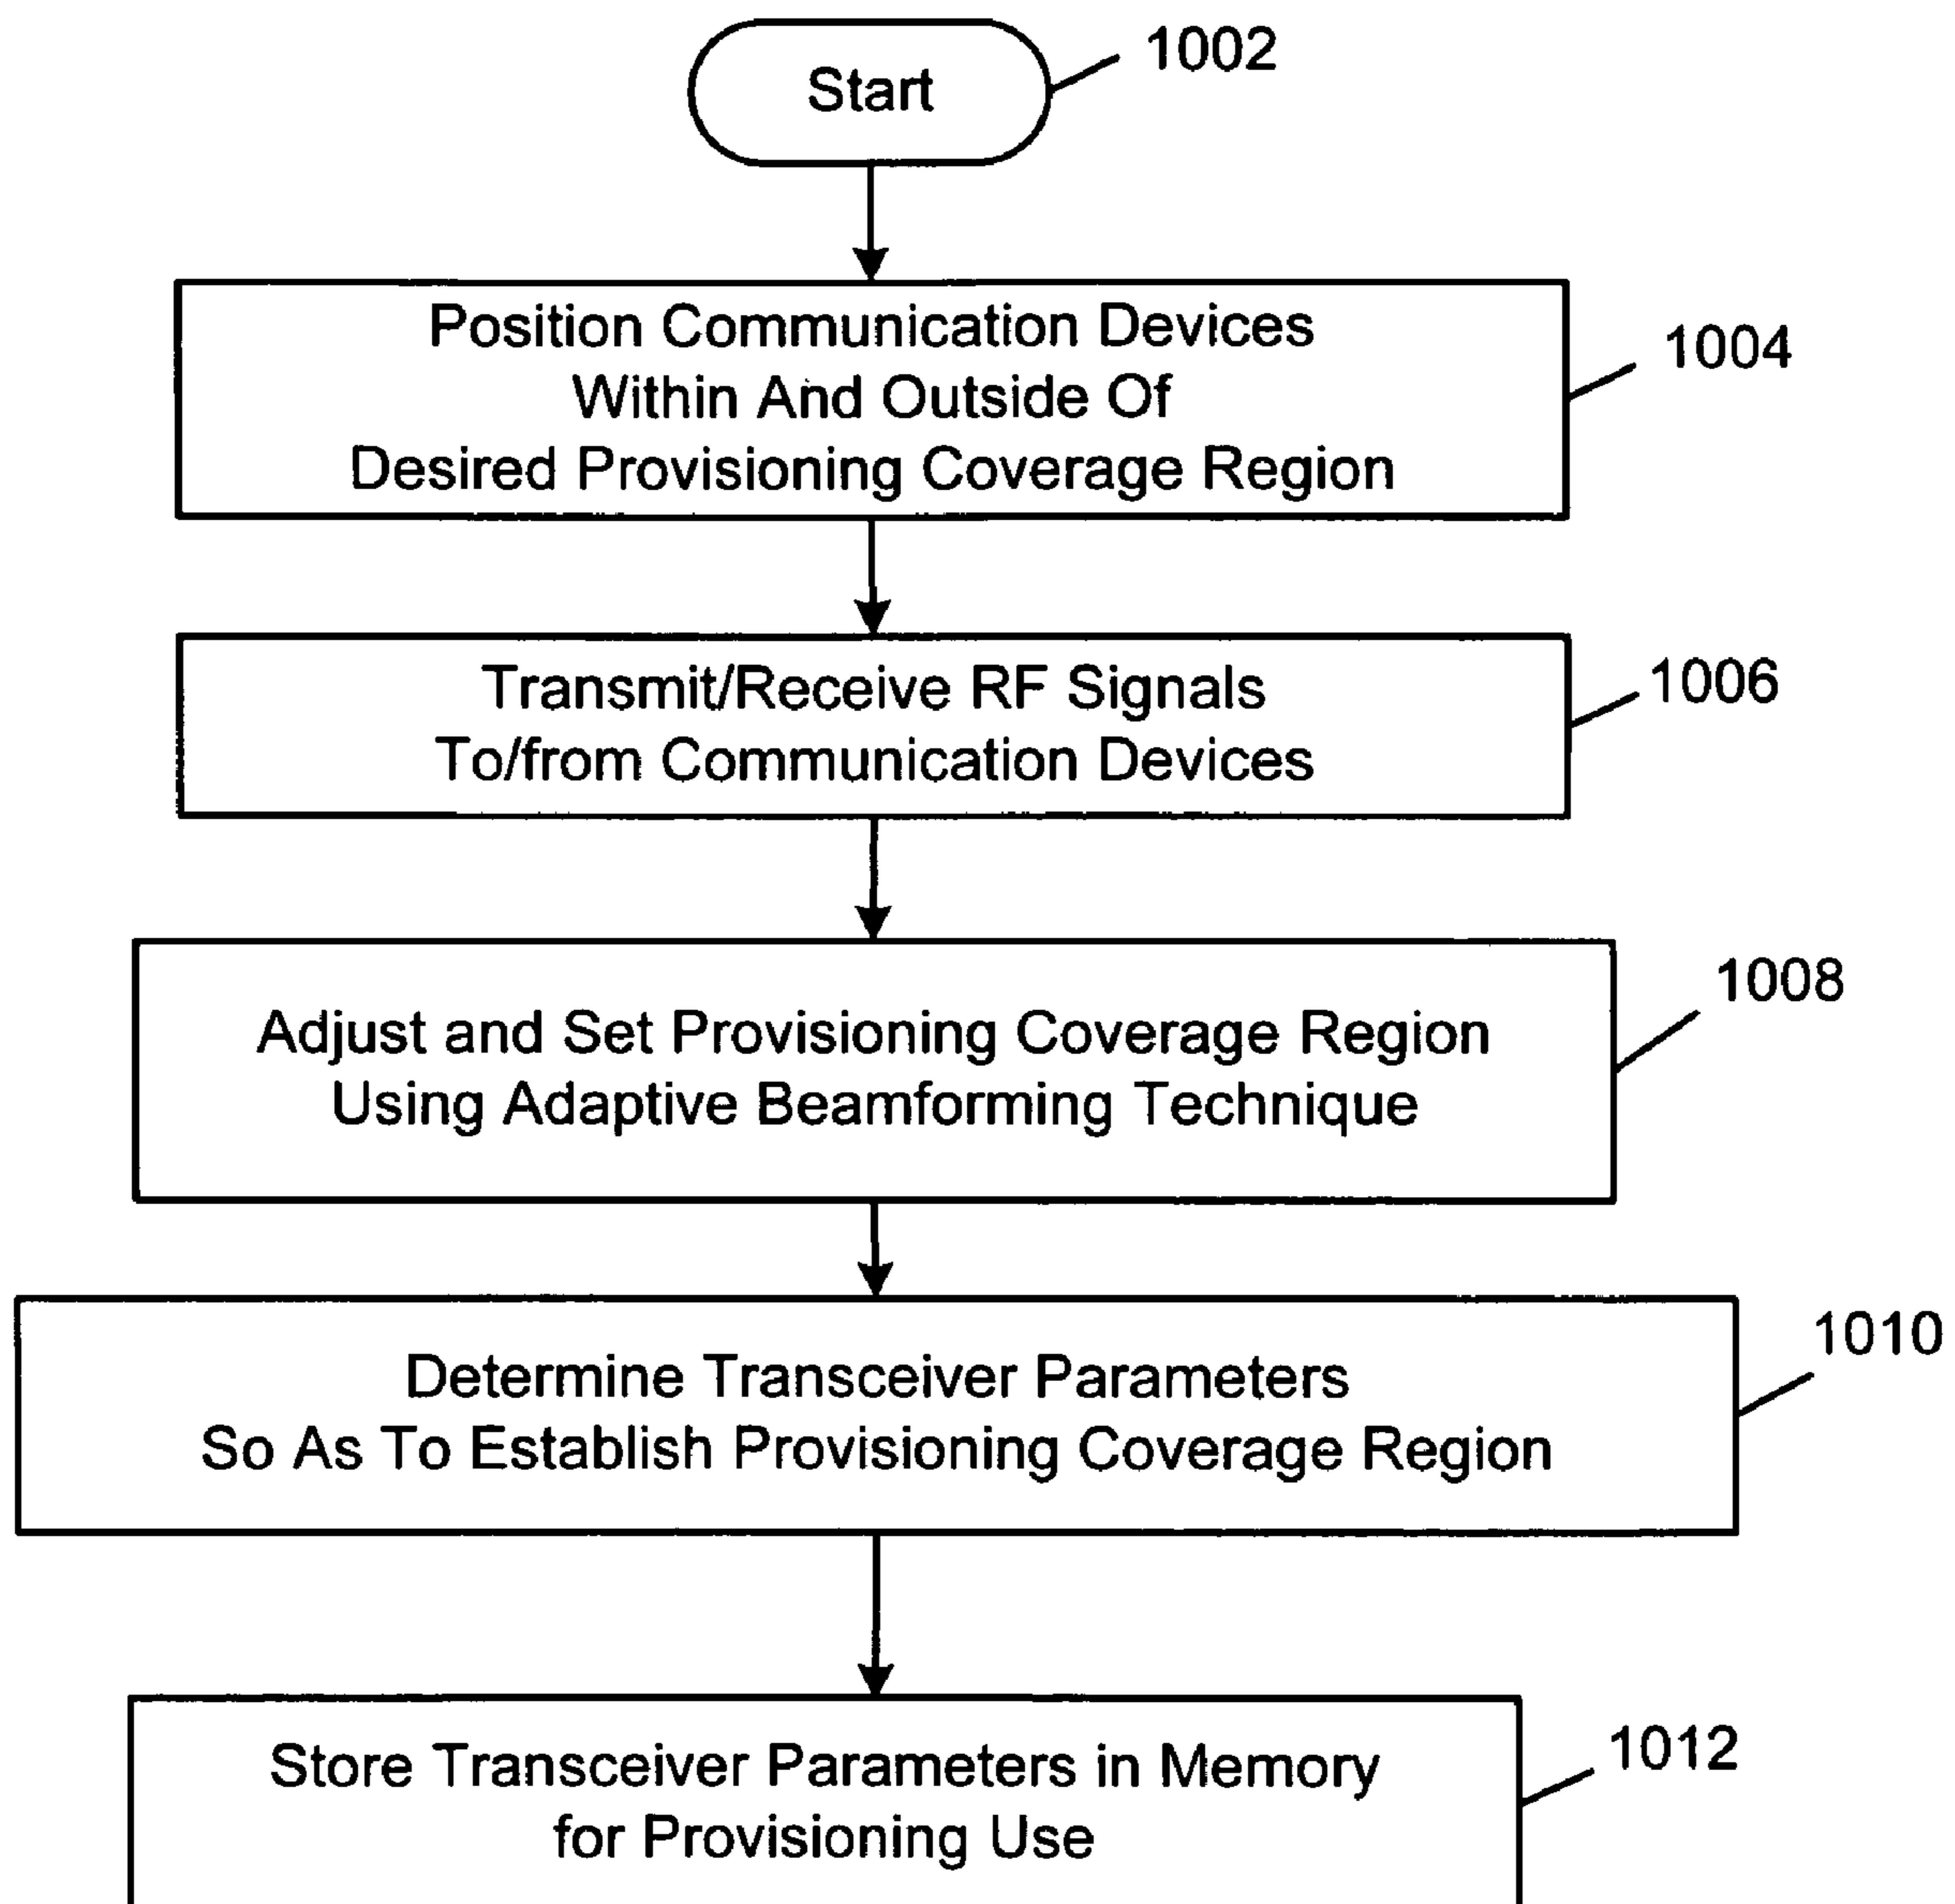 Start
1002
Position Communication Devices
Within And Outside Of
Desired Provisioning Coverage Region
1004
Transmit/Receive RF Signals
To/from Communication Devices
1006
Adjust and Set Provisioning Coverage Region
Using Adaptive Beamforming Technique
1008
Determine Transceiver Parameters
So As To Establish Provisioning Coverage Region
1010
Store Transceiver Parameters in Memory
for Provisioning Use
1012